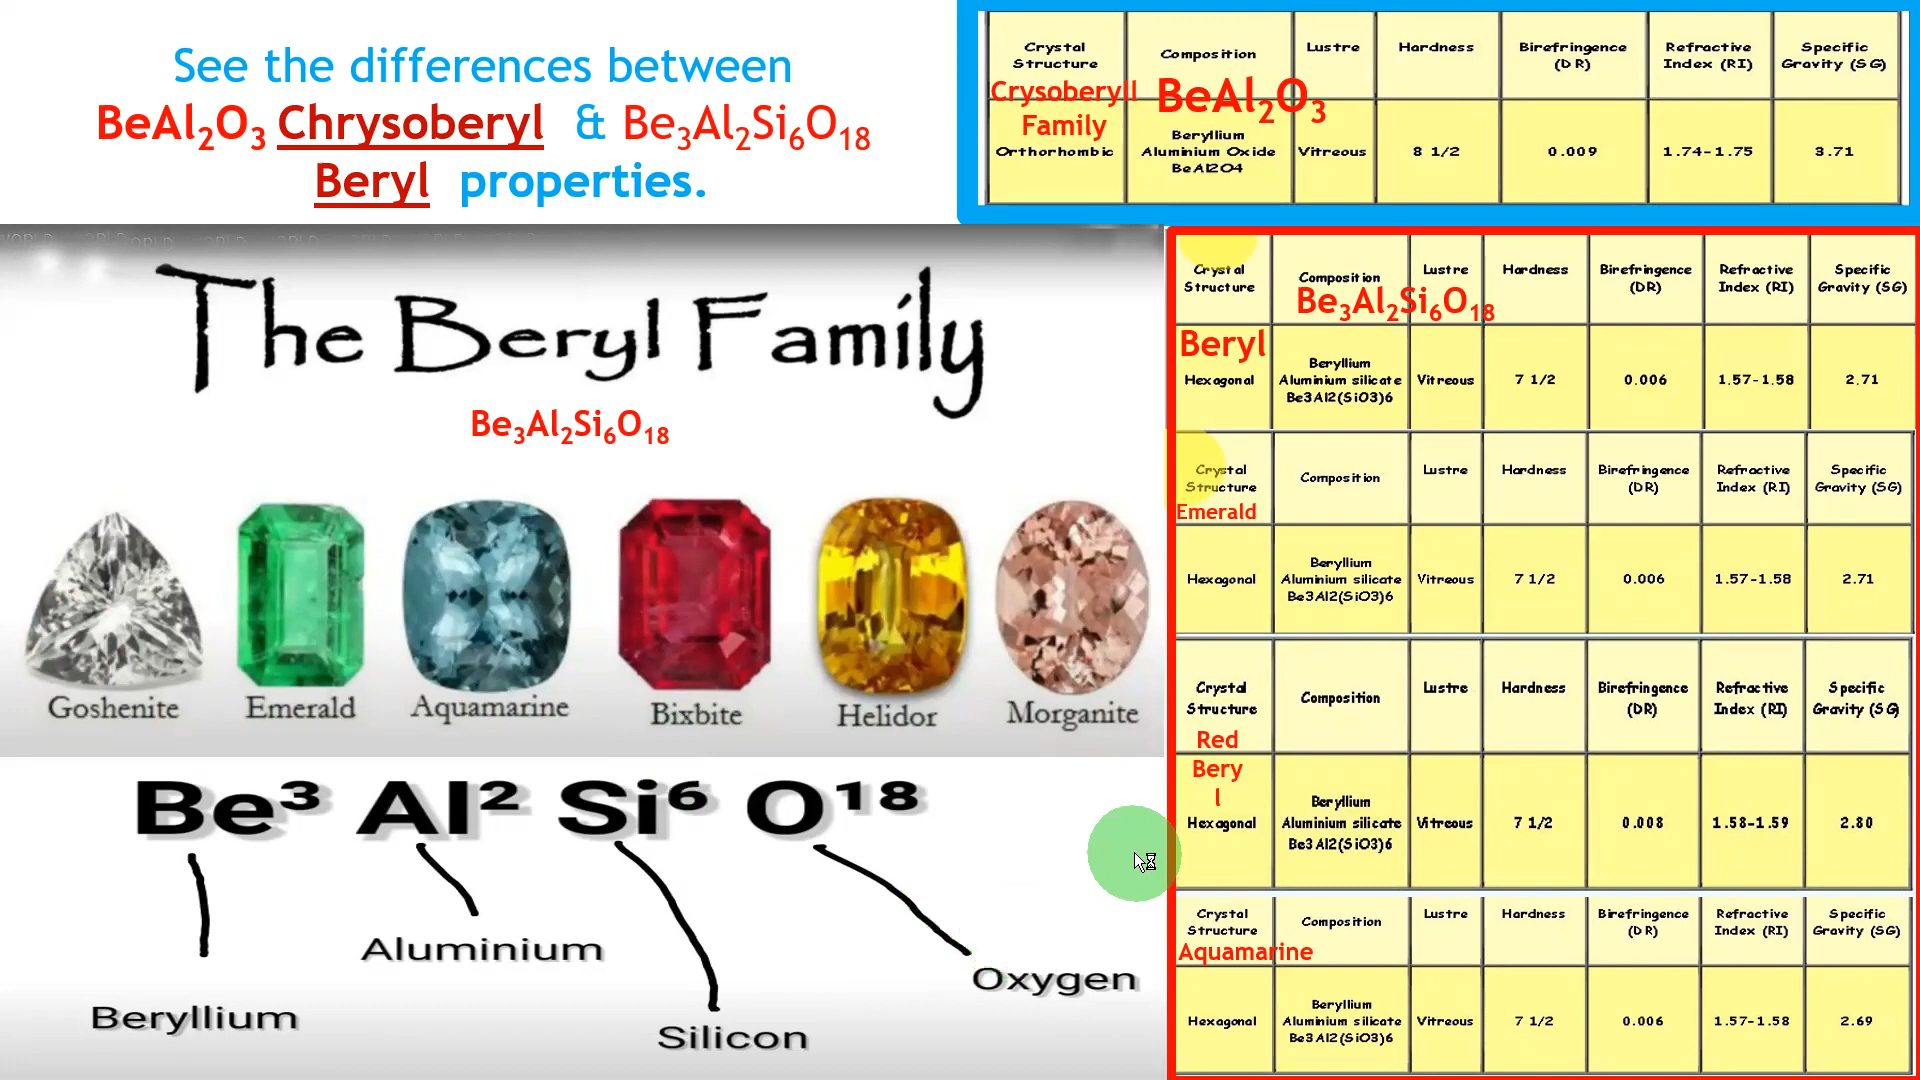 See the differences between
BeAl₂O₃ Chrysoberyl & Be₃Al₂Si₆O₁₈
Beryl properties.
Crystal Structure Composition Lustre Hardness Birefringence (DR) Refractive Index (RI) Specific Gravity (SG)
Crysoberyll Family BeAl₂O₃
Orthorhombic Beryllium Aluminium Oxide BeAl2O4 Vitreous 8 1/2 0.009 1.74-1.75 3.71
The Beryl Family
Be₃Al₂Si₆O₁₈
Goshenite Emerald Aquamarine Bixbite Helidor Morganite
Be³ Al² Si⁶ O¹⁸
Beryllium
Aluminium
Silicon
Oxygen
Crystal Structure Composition Lustre Hardness Birefringence (DR) Refractive Index (RI) Specific Gravity (SG)
Be₃Al₂Si₆O₁₈
Beryl
Hexagonal Beryllium Aluminium silicate Be3Al2(SiO3)6 Vitreous 7 1/2 0.006 1.57-1.58 2.71
Crystal Structure Composition Lustre Hardness Birefringence (DR) Refractive Index (RI) Specific Gravity (SG)
Emerald
Hexagonal Beryllium Aluminium silicate Be3Al2(SiO3)6 Vitreous 7 1/2 0.006 1.57-1.58 2.71
Crystal Structure Composition Lustre Hardness Birefringence (DR) Refractive Index (RI) Specific Gravity (SG)
Red
Bery
l
Hexagonal Beryllium Aluminium silicate Be3Al2(SiO3)6 Vitreous 7 1/2 0.008 1.58-1.59 2.80
Crystal Structure Composition Lustre Hardness Birefringence (DR) Refractive Index (RI) Specific Gravity (SG)
Aquamarine
Hexagonal Beryllium Aluminium silicate Be3Al2(SiO3)6 Vitreous 7 1/2 0.006 1.57-1.58 2.69